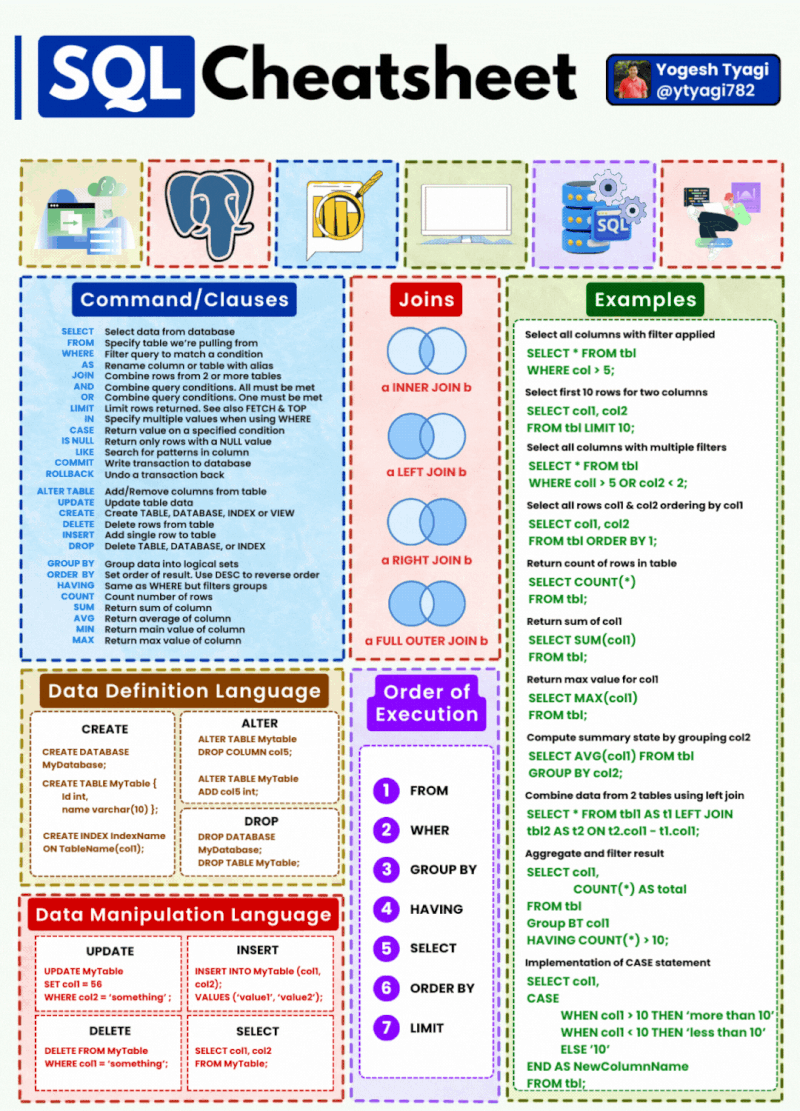 SQL Cheatsheet
Yogesh Tyagi
@ytyagi782
SQL
Command/Clauses
SELECT Select data from database
FROM Specify table we're pulling from
WHERE Filter query to match a condition
AS Rename column or table with alias
JOIN Combine rows from 2 or more tables
AND Combine query conditions. All must be met
OR Combine query conditions. One must be met
LIMIT Limit rows returned. See also FETCH & TOP
IN Specify multiple values when using WHERE
CASE Return value on a specified condition
IS NULL Return only rows with a NULL value
LIKE Search for patterns in column
COMMIT Write transaction to database
ROLLBACK Undo a transaction back
ALTER TABLE Add/Remove columns from table
UPDATE Update table data
CREATE Create TABLE, DATABASE, INDEX or VIEW
DELETE Delete rows from table
INSERT Add single row to table
DROP Delete TABLE, DATABASE, or INDEX
GROUP BY Group data into logical sets
ORDER BY Set order of result. Use DESC to reverse order
HAVING Same as WHERE but filters groups
COUNT Count number of rows
SUM Return sum of column
AVG Return average of column
MIN Return main value of column
MAX Return max value of column
Joins
a INNER JOIN b
a LEFT JOIN b
a RIGHT JOIN b
a FULL OUTER JOIN b
Examples
Select all columns with filter applied
SELECT * FROM tbl
WHERE col > 5;
Select first 10 rows for two columns
SELECT col1, col2
FROM tbl LIMIT 10;
Select all columns with multiple filters
SELECT * FROM tbl
WHERE coll > 5 OR col2 < 2;
Select all rows col1 & col2 ordering by col1
SELECT col1, col2
FROM tbl ORDER BY 1;
Return count of rows in table
SELECT COUNT(*)
FROM tbl;
Return sum of col1
SELECT SUM(col1)
FROM tbl;
Return max value for col1
SELECT MAX(col1)
FROM tbl;
Compute summary state by grouping col2
SELECT AVG(col1) FROM tbl
GROUP BY col2;
Combine data from 2 tables using left join
SELECT * FROM tbl1 AS t1 LEFT JOIN
tbl2 AS t2 ON t2.col1 - t1.col1;
Aggregate and filter result
SELECT col1,
COUNT(*) AS total
FROM tbl
Group BT col1
HAVING COUNT(*) > 10;
Implementation of CASE statement
SELECT col1,
CASE
WHEN col1 > 10 THEN 'more than 10'
WHEN col1 < 10 THEN 'less than 10'
ELSE '10'
END AS NewColumnName
FROM tbl;
Data Definition Language
CREATE
CREATE DATABASE
MyDatabase;
CREATE TABLE MyTable {
Id int,
name varchar(10) };
CREATE INDEX IndexName
ON TableName(col1);
ALTER
ALTER TABLE Mytable
DROP COLUMN col5;
ALTER TABLE MyTable
ADD col5 int;
DROP
DROP DATABASE
MyDatabase;
DROP TABLE MyTable;
Order of
Execution
1 FROM
2 WHER
3 GROUP BY
4 HAVING
5 SELECT
6 ORDER BY
7 LIMIT
Data Manipulation Language
UPDATE
UPDATE MyTable
SET col1 = 56
WHERE col2 = 'something' ;
INSERT
INSERT INTO MyTable (col1,
col2);
VALUES ('value1', 'value2');
DELETE
DELETE FROM MyTable
WHERE col1 = 'something';
SELECT
SELECT col1, col2
FROM MyTable;